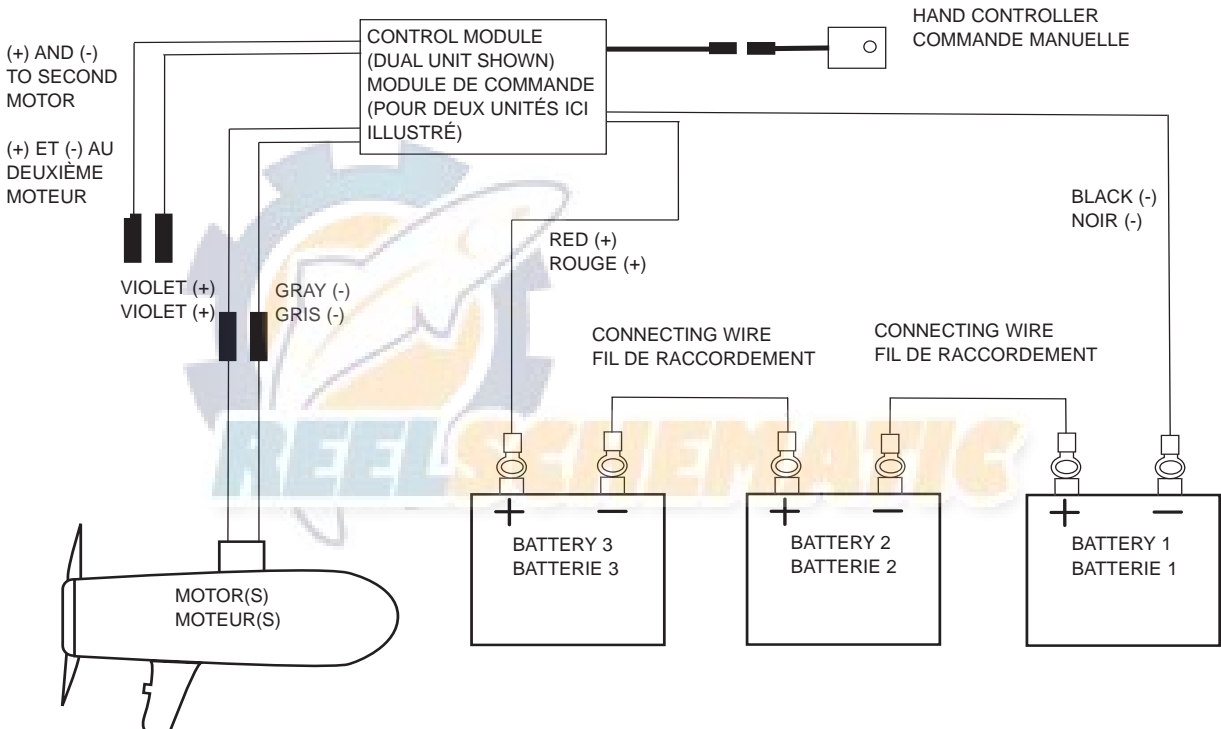 HAND CONTROLLER
COMMANDE MANUELLE
CONTROL MODULE
(DUAL UNIT SHOWN)
MODULE DE COMMANDE
(POUR DEUX UNITÉS ICI
ILLUSTRÉ)
(+) AND (-)
TO SECOND
MOTOR
(+) ET (-) AU
DEUXIÈME
MOTEUR
BLACK (-)
NOIR (-)
RED (+)
ROUGE (+)
VIOLET (+)
VIOLET (+)
GRAY (-)
GRIS (-)
CONNECTING WIRE
FIL DE RACCORDEMENT
CONNECTING WIRE
FIL DE RACCORDEMENT
REELSCHEMATIC
+ −
+ −
+ −
BATTERY 3
BATTERIE 3
BATTERY 2
BATTERIE 2
BATTERY 1
BATTERIE 1
MOTOR(S)
MOTEUR(S)